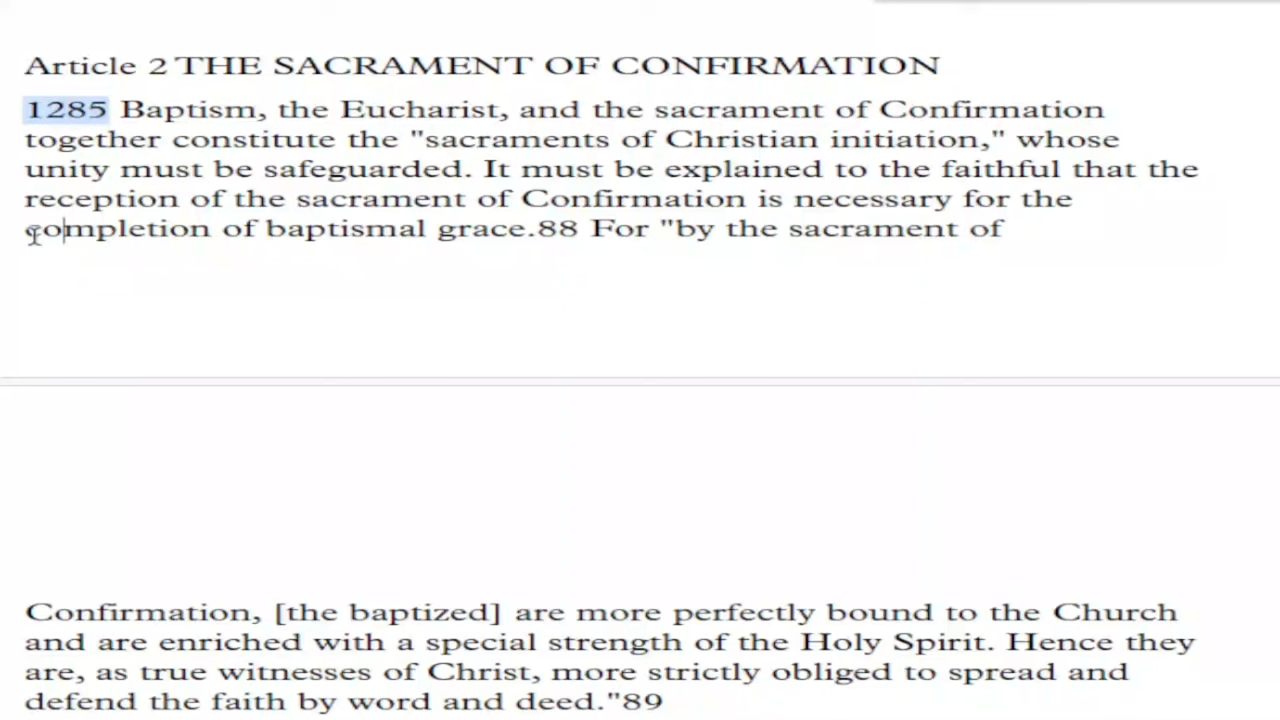 Article 2 THE SACRAMENT OF CONFIRMATION
1285 Baptism, the Eucharist, and the sacrament of Confirmation
together constitute the "sacraments of Christian initiation," whose
unity must be safeguarded. It must be explained to the faithful that the
reception of the sacrament of Confirmation is necessary for the
completion of baptismal grace.88 For "by the sacrament of
Confirmation, [the baptized] are more perfectly bound to the Church
and are enriched with a special strength of the Holy Spirit. Hence they
are, as true witnesses of Christ, more strictly obliged to spread and
defend the faith by word and deed."89